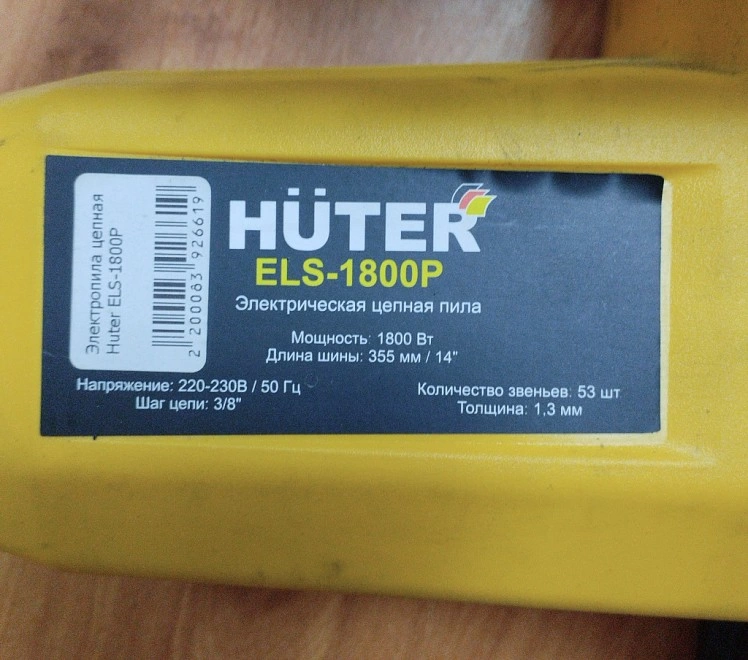 Электропила цепная
Huter ELS-1800P
2 200083 926619
HÜTER
ELS-1800P
Электрическая цепная пила
Мощность: 1800 Вт
Длина шины: 355 мм / 14"
Напряжение: 220-230В / 50 Гц
Шаг цепи: 3/8"
Количество звеньев: 53 шт
Толщина: 1,3 мм